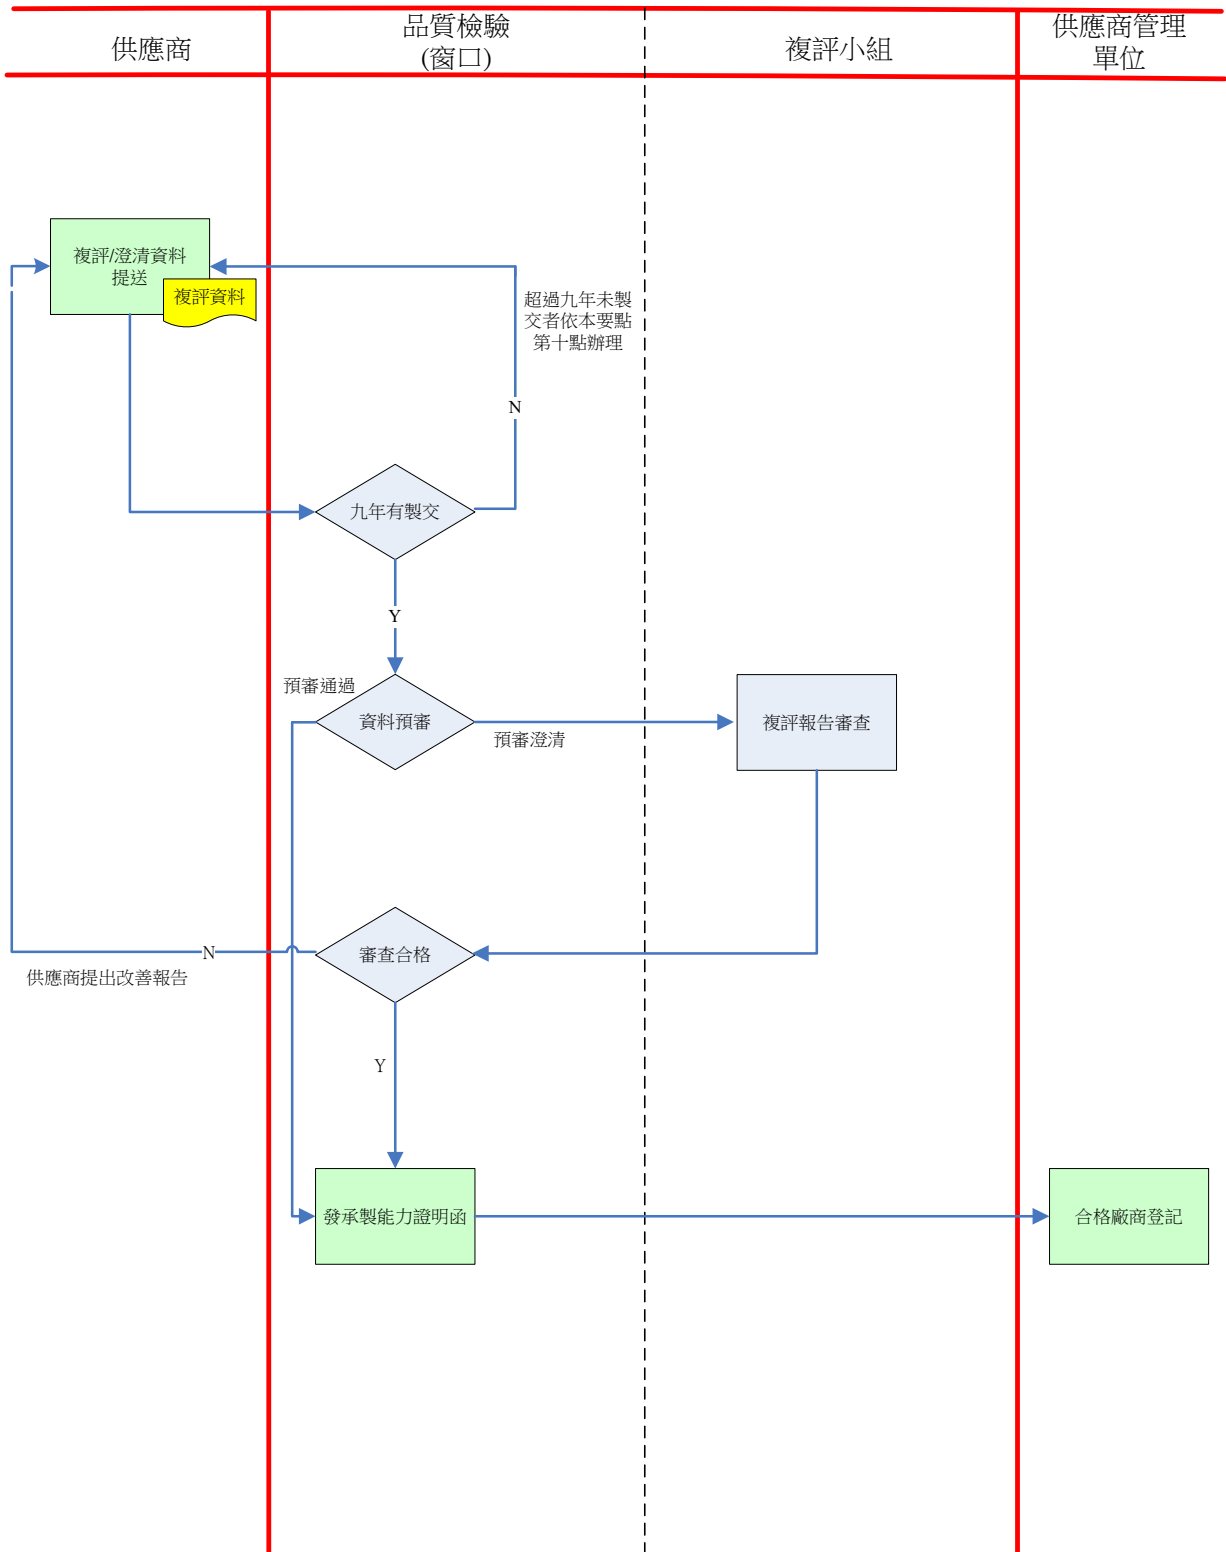 供應商
品質檢驗
(窗口)
複評小組
供應商管理
單位
複評/澄清資料
提送
複評資料
超過九年未製
交者依本要點
第十點辦理
N
九年有製交
Y
預審通過
資料預審
預審澄清
複評報告審查
審查合格
N
供應商提出改善報告
Y
發承製能力證明函
合格廠商登記